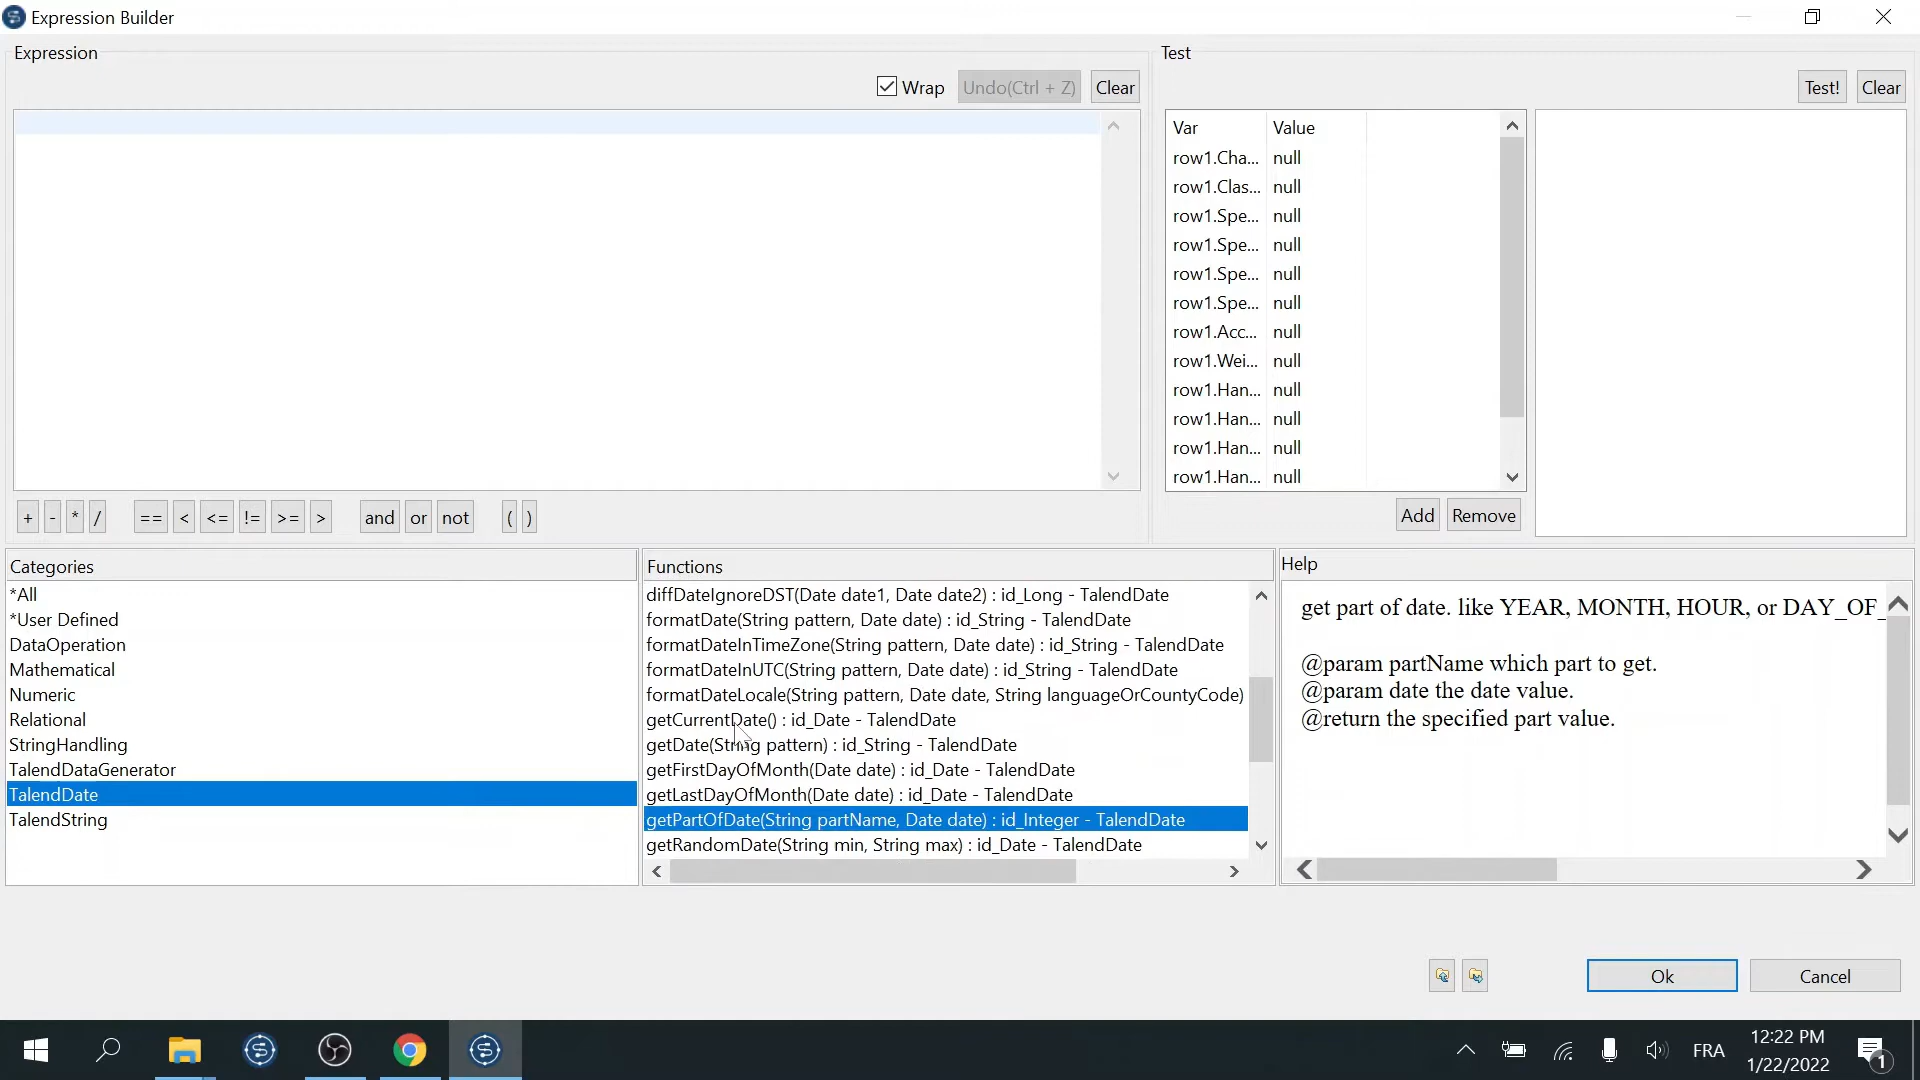 Expression Builder
Expression
Test
Wrap
Undo(Ctrl + Z)
Clear
Test!
Clear
Var Value
row1.Cha... null
row1.Clas... null
row1.Spe... null
row1.Spe... null
row1.Spe... null
row1.Spe... null
row1.Acc... null
row1.Wei... null
row1.Han... null
row1.Han... null
row1.Han... null
row1.Han... null
Add
Remove
+ - * / == < <= != >= > and or not ( )
Categories
*All
*User Defined
DataOperation
Mathematical
Numeric
Relational
StringHandling
TalendDataGenerator
TalendDate
TalendString
Functions
diffDateIgnoreDST(Date date1, Date date2) : id_Long - TalendDate
formatDate(String pattern, Date date) : id_String - TalendDate
formatDateInTimeZone(String pattern, Date date) : id_String - TalendDate
formatDateInUTC(String pattern, Date date) : id_String - TalendDate
formatDateLocale(String pattern, Date date, String languageOrCountyCode)
getCurrentDate() : id_Date - TalendDate
getDate(String pattern) : id_String - TalendDate
getFirstDayOfMonth(Date date) : id_Date - TalendDate
getLastDayOfMonth(Date date) : id_Date - TalendDate
getPartOfDate(String partName, Date date) : id_Integer - TalendDate
getRandomDate(String min, String max) : id_Date - TalendDate
Help
get part of date. like YEAR, MONTH, HOUR, or DAY_OF_
@param partName which part to get.
@param date the date value.
@return the specified part value.
Ok
Cancel
FRA
12:22 PM
1/22/2022
1